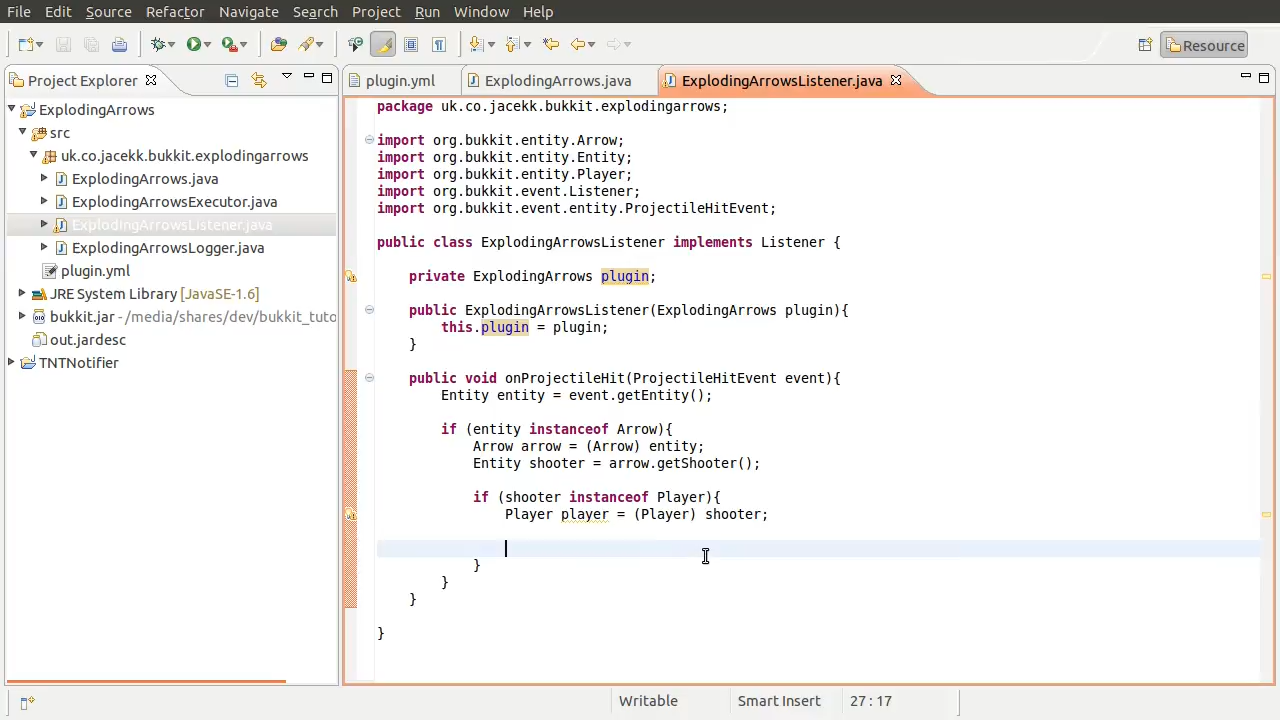 File Edit Source Refactor Navigate Search Project Run Window Help
Resource
Project Explorer
plugin.yml
ExplodingArrows.java
ExplodingArrowsListener.java
ExplodingArrows
src
uk.co.jacekk.bukkit.explodingarrows
ExplodingArrows.java
ExplodingArrowsExecutor.java
ExplodingArrowsListener.java
ExplodingArrowsLogger.java
plugin.yml
JRE System Library [JavaSE-1.6]
bukkit.jar - /media/shares/dev/bukkit_tuto
out.jardesc
TNTNotifier
package uk.co.jacekk.bukkit.explodingarrows;
import org.bukkit.entity.Arrow;
import org.bukkit.entity.Entity;
import org.bukkit.entity.Player;
import org.bukkit.event.Listener;
import org.bukkit.event.entity.ProjectileHitEvent;
public class ExplodingArrowsListener implements Listener {
private ExplodingArrows plugin;
public ExplodingArrowsListener(ExplodingArrows plugin){
this.plugin = plugin;
}
public void onProjectileHit(ProjectileHitEvent event){
Entity entity = event.getEntity();
if (entity instanceof Arrow){
Arrow arrow = (Arrow) entity;
Entity shooter = arrow.getShooter();
if (shooter instanceof Player){
Player player = (Player) shooter;
}
}
}
}
Writable
Smart Insert
27 : 17